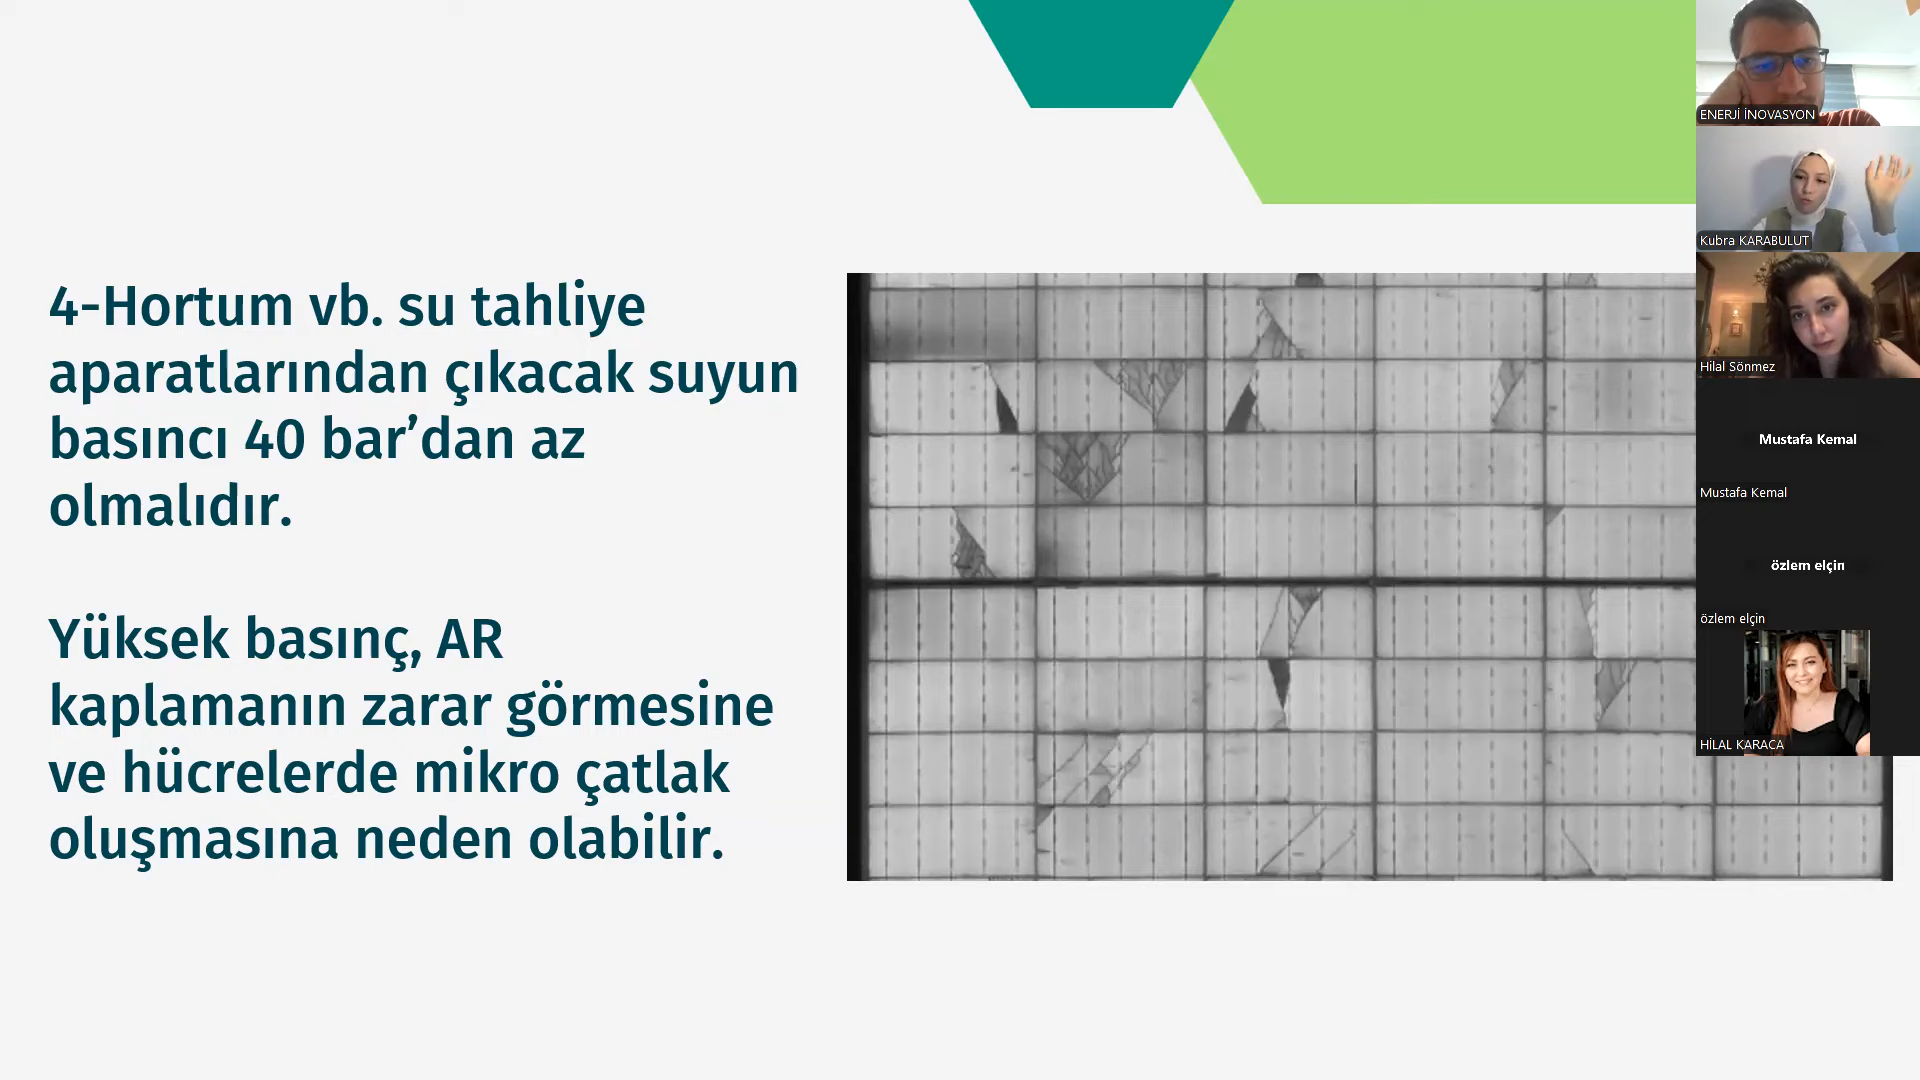 4-Hortum vb. su tahliye
aparatlarından çıkacak suyun
basıncı 40 bar’dan az
olmalıdır.
Yüksek basınç, AR
kaplamanın zarar görmesine
ve hücrelerde mikro çatlak
oluşmasına neden olabilir.
ENERJİ İNOVASYON
Kubra KARABULUT
Hilal Sönmez
Mustafa Kemal
Mustafa Kemal
özlem elçin
özlem elçin
HİLAL KARACA